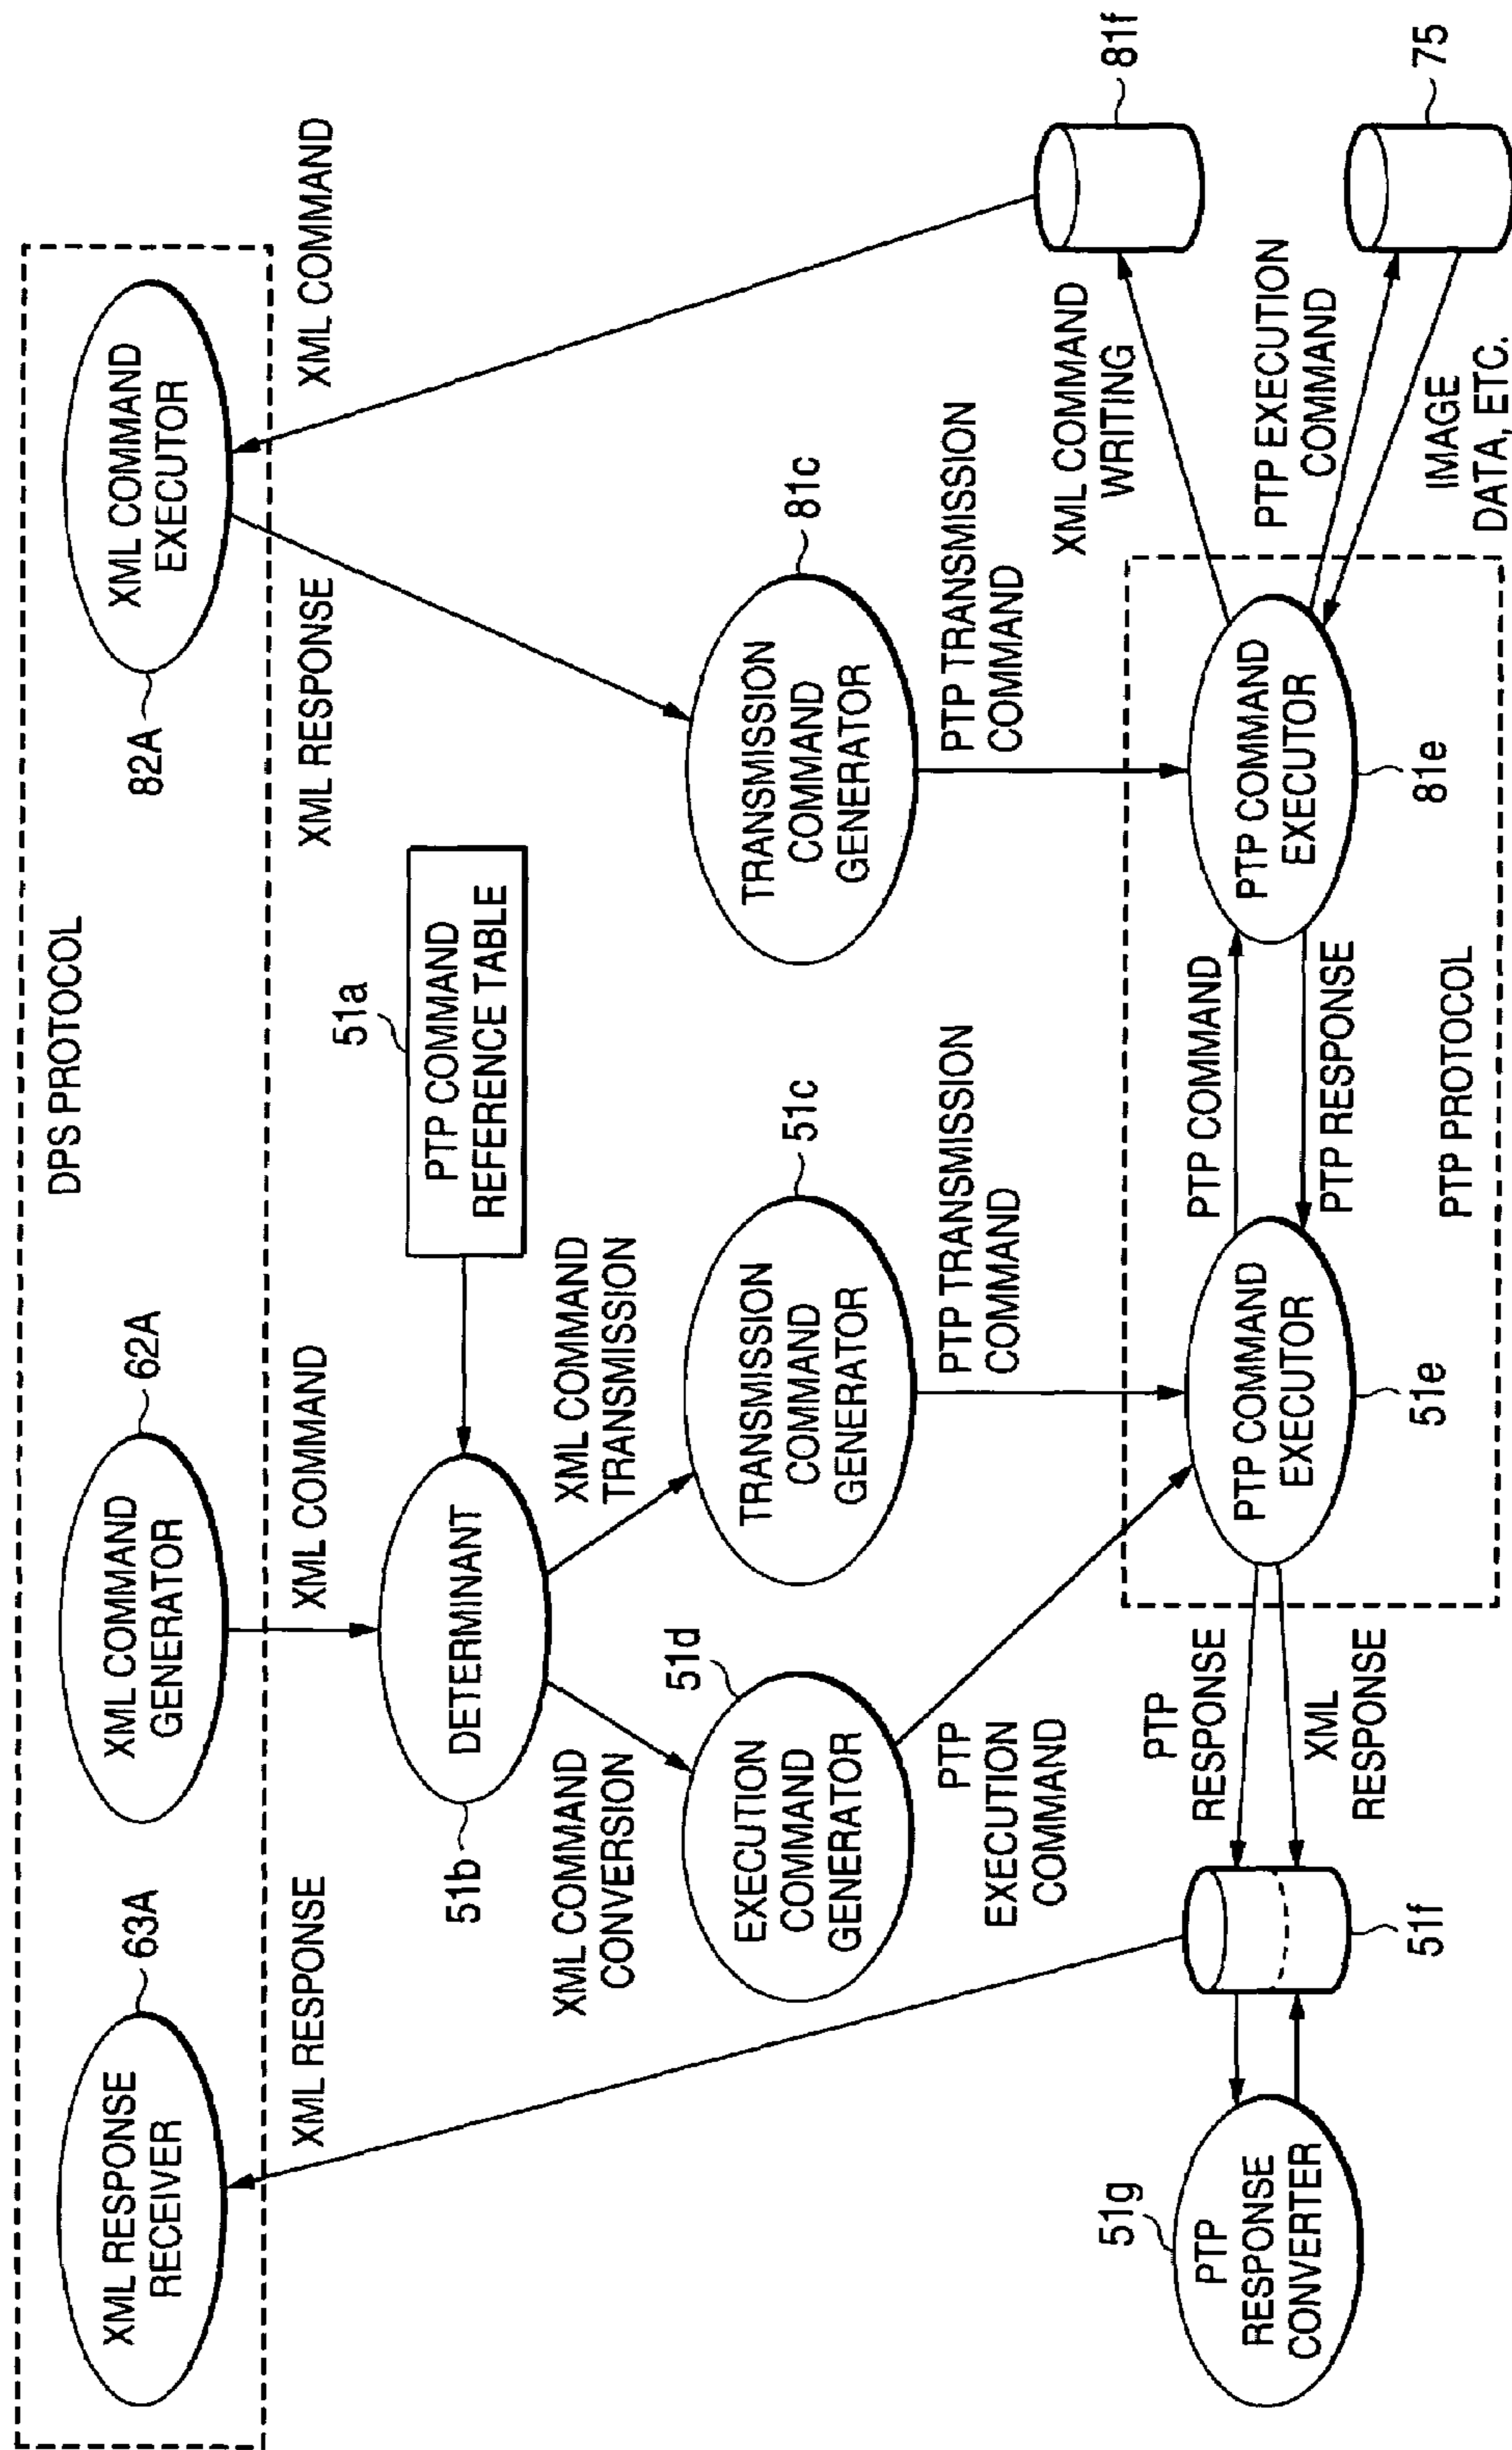 DPS PROTOCOL
XML RESPONSE
RECEIVER
63A
XML COMMAND
GENERATOR
62A
XML COMMAND
EXECUTOR
82A
XML RESPONSE
XML COMMAND
XML RESPONSE
XML COMMAND
51a
PTP COMMAND
REFERENCE TABLE
DETERMINANT
51b
XML COMMAND
CONVERSION
XML COMMAND
TRANSMISSION
51d
EXECUTION
COMMAND
GENERATOR
51c
TRANSMISSION
COMMAND
GENERATOR
81c
TRANSMISSION
COMMAND
GENERATOR
PTP
EXECUTION
COMMAND
PTP TRANSMISSION
COMMAND
PTP TRANSMISSION
COMMAND
XML COMMAND
WRITING
81f
51g
PTP
RESPONSE
CONVERTER
51f
PTP
RESPONSE
XML
RESPONSE
PTP COMMAND
EXECUTOR
51e
PTP COMMAND
PTP RESPONSE
PTP COMMAND
EXECUTOR
81e
PTP PROTOCOL
PTP EXECUTION
COMMAND
IMAGE
DATA, ETC.
75